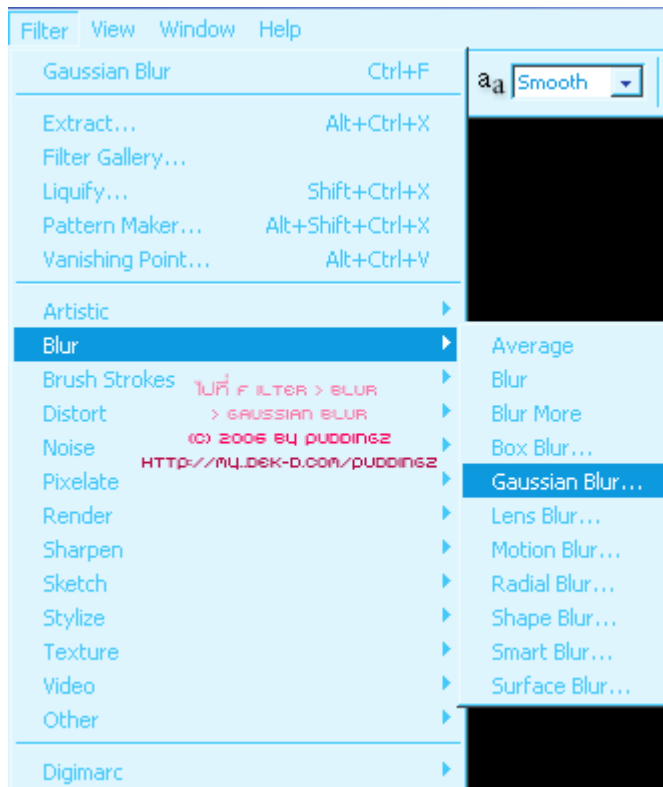 Filter View Window Help
Gaussian Blur Ctrl+F
aa Smooth
Extract... Alt+Ctrl+X
Filter Gallery...
Liquify... Shift+Ctrl+X
Pattern Maker... Alt+Shift+Ctrl+X
Vanishing Point... Alt+Ctrl+V
Artistic
Blur
Brush Strokes
Distort
Noise
Pixelate
Render
Sharpen
Sketch
Stylize
Texture
Video
Other
Digimarc
Average
Blur
Blur More
Box Blur...
Gaussian Blur...
Lens Blur...
Motion Blur...
Radial Blur...
Shape Blur...
Smart Blur...
Surface Blur...
ไปที่ FILTER > BLUR
> GAUSSIAN BLUR
(C) 2006 BY PUDDINGZ
HTTP://MY.DEK-D.COM/PUDDINGZ